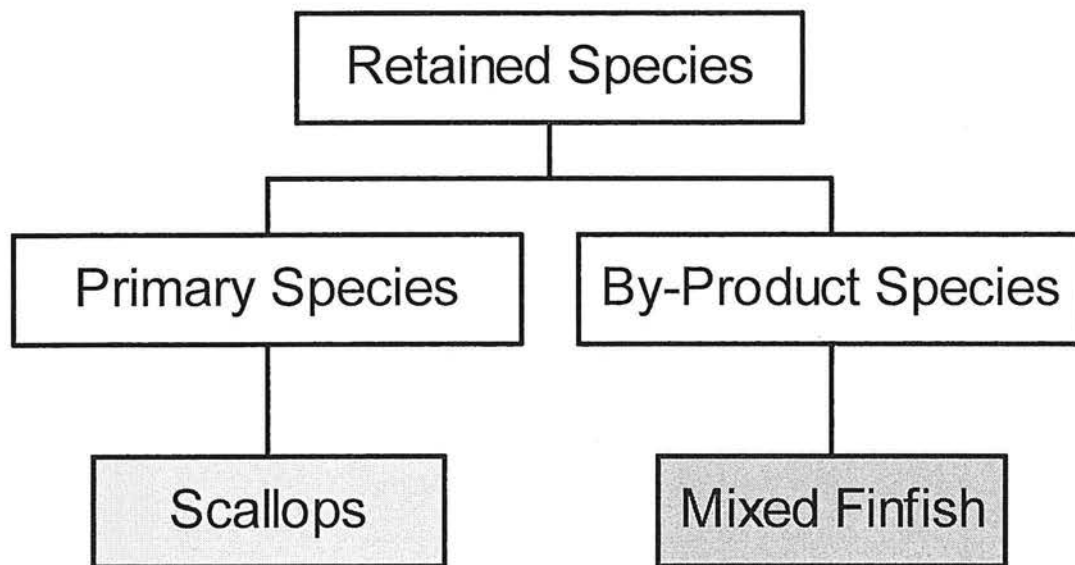 Retained Species
Primary Species
By-Product Species
Scallops
Mixed Finfish